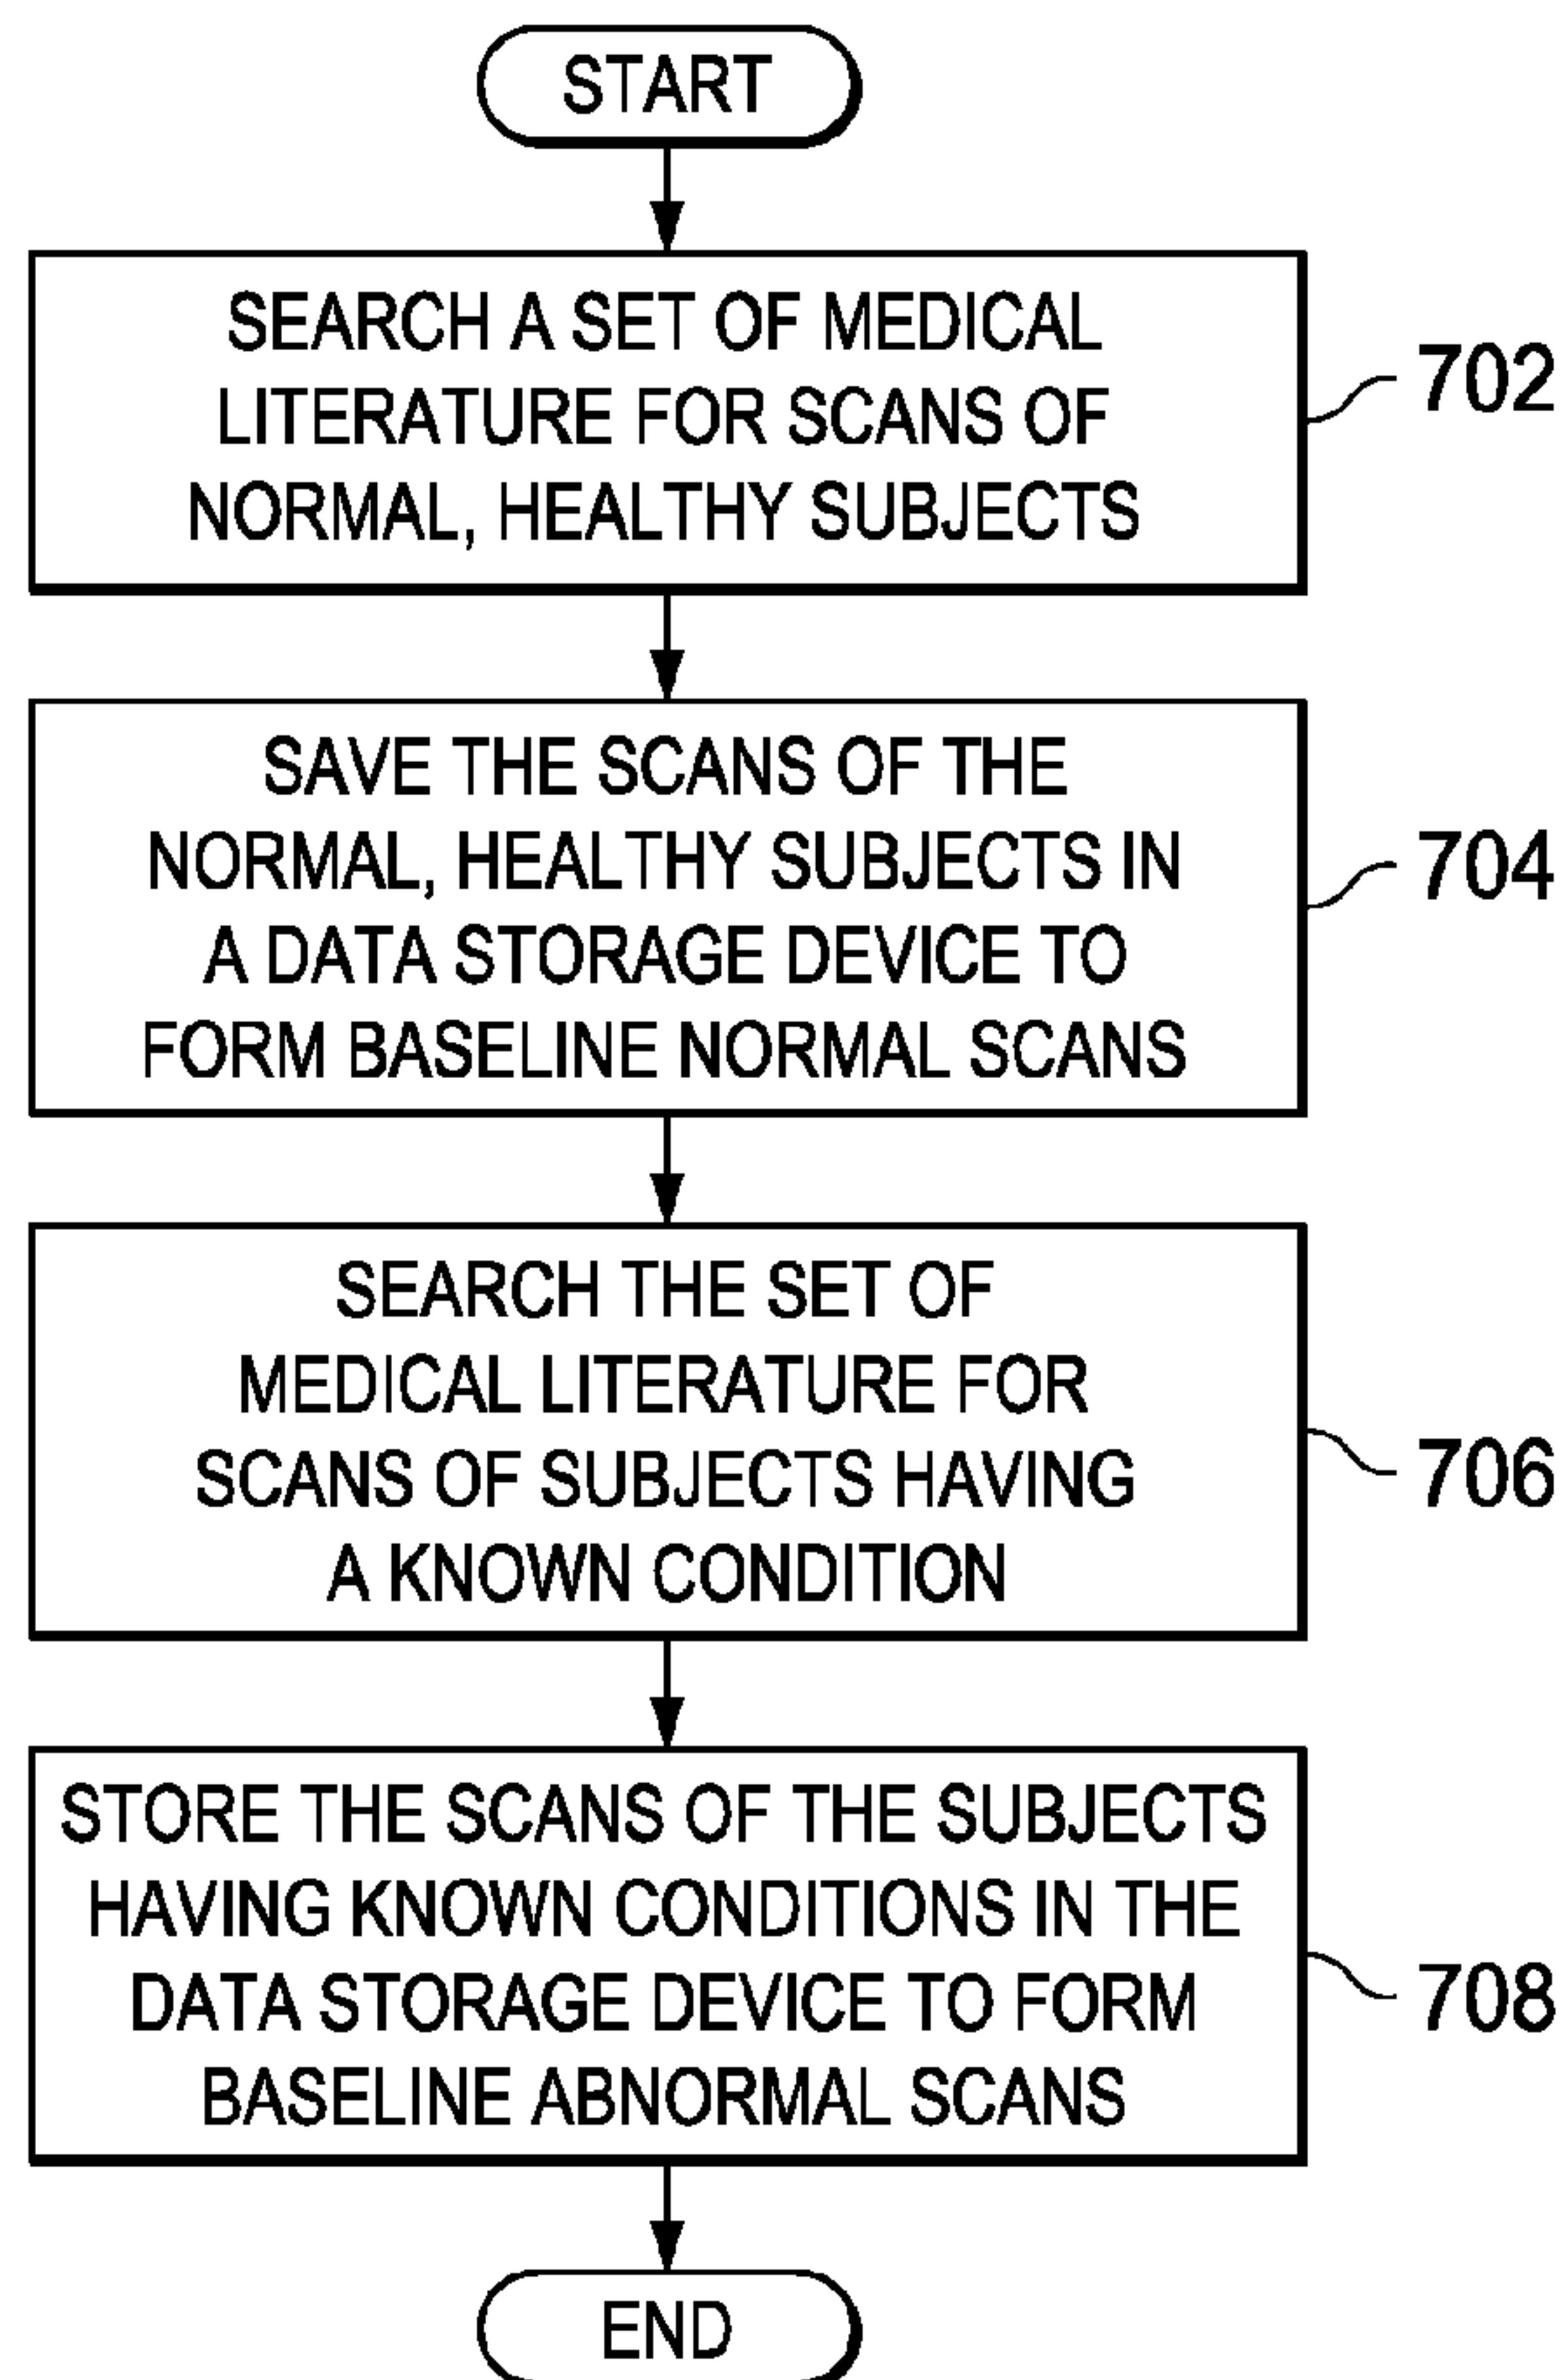 START
SEARCH A SET OF MEDICAL
LITERATURE FOR SCANS OF
NORMAL, HEALTHY SUBJECTS
702
SAVE THE SCANS OF THE
NORMAL, HEALTHY SUBJECTS IN
A DATA STORAGE DEVICE TO
FORM BASELINE NORMAL SCANS
704
SEARCH THE SET OF
MEDICAL LITERATURE FOR
SCANS OF SUBJECTS HAVING
A KNOWN CONDITION
706
STORE THE SCANS OF THE SUBJECTS
HAVING KNOWN CONDITIONS IN THE
DATA STORAGE DEVICE TO FORM
BASELINE ABNORMAL SCANS
708
END